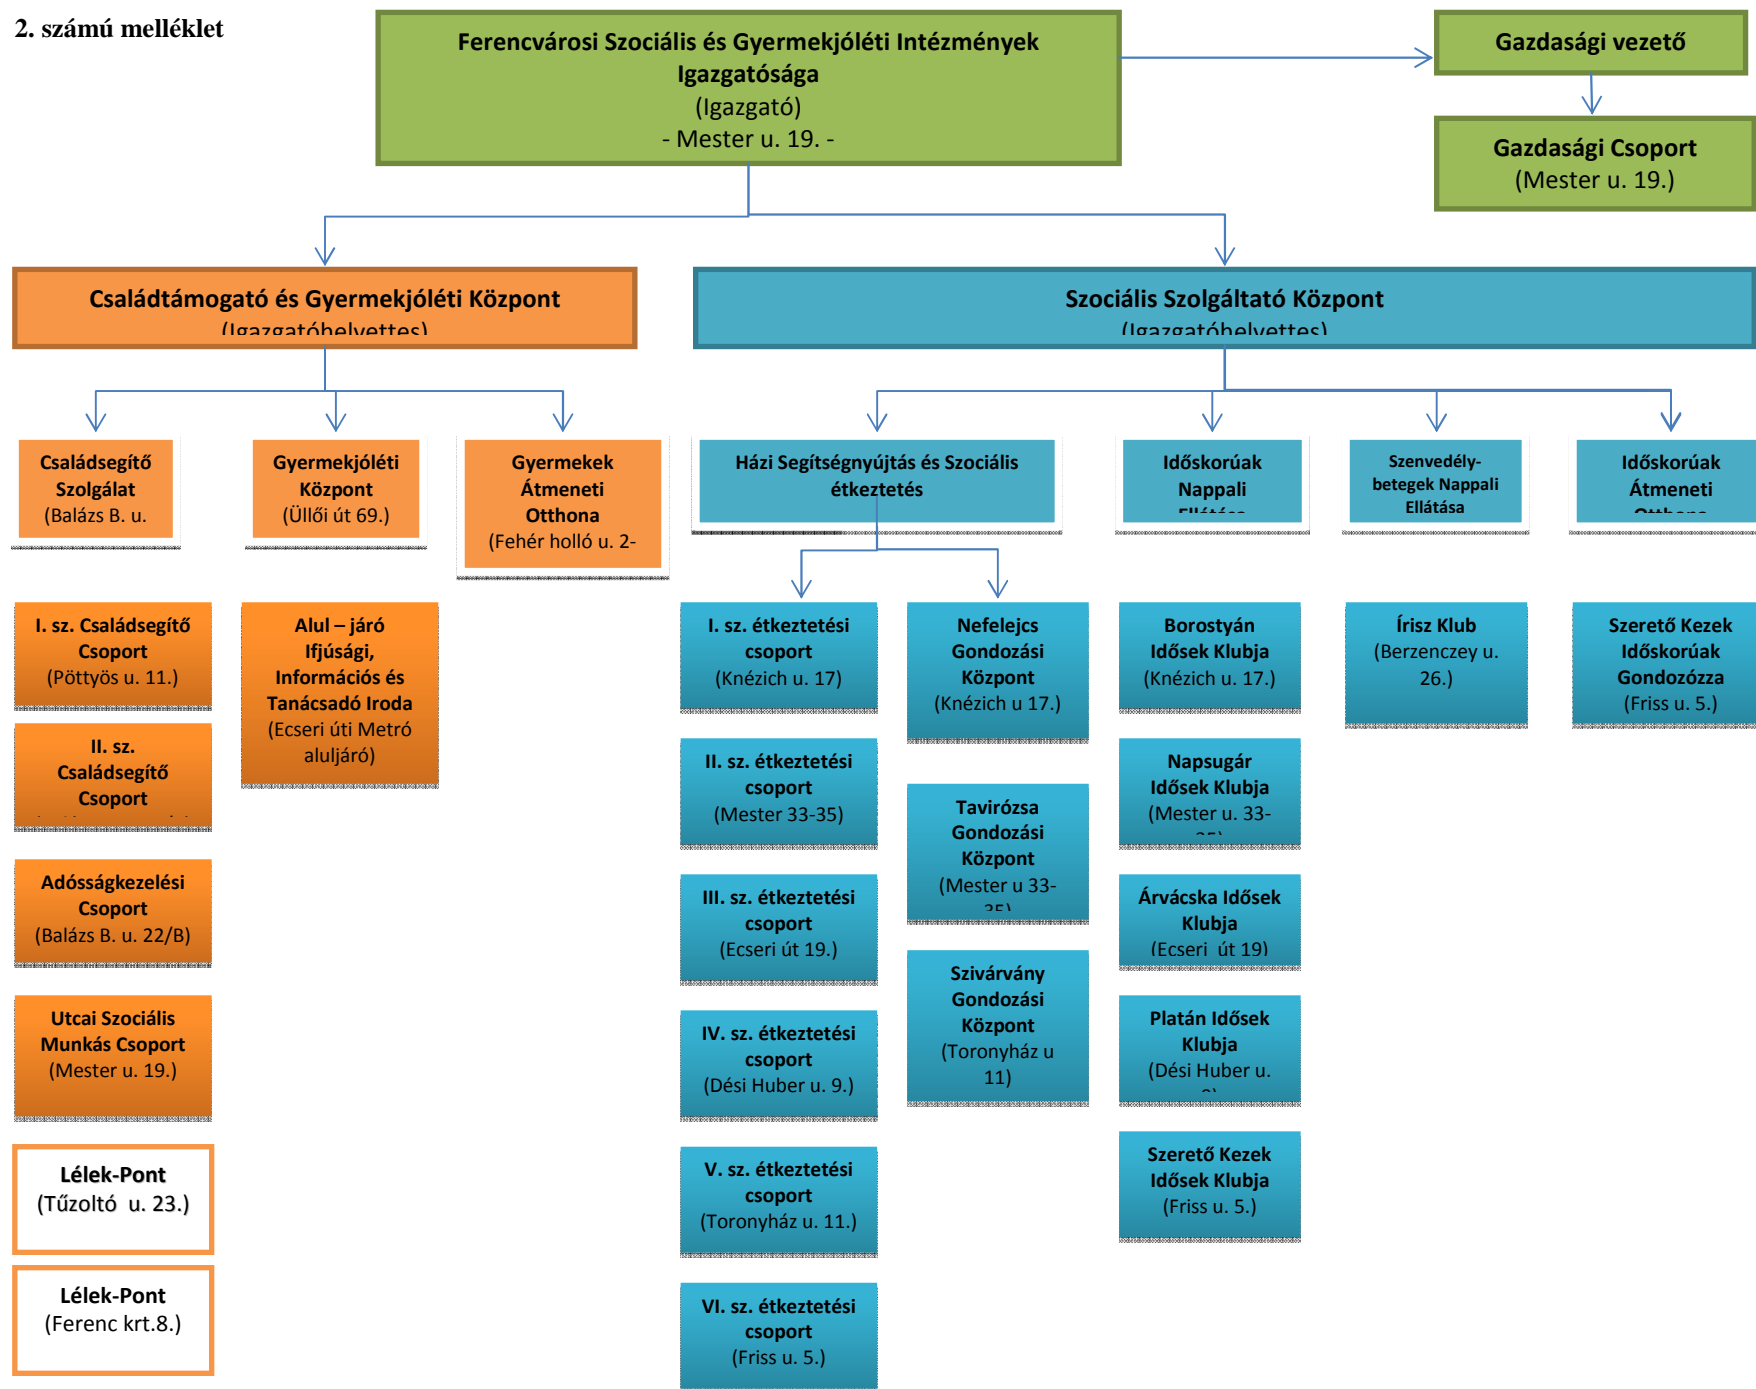 2. számú melléklet
Ferencvárosi Szociális és Gyermekjóléti Intézmények
Igazgatósága
(Igazgató)
- Mester u. 19. -
Gazdasági vezető
Gazdasági Csoport
(Mester u. 19.)
Családtámogató és Gyermekjóléti Központ
(Igazgatóhelyettes)
Szociális Szolgáltató Központ
(Igazgatóhelyettes)
Családsegítő
Szolgálat
(Balázs B. u.
Gyermekjóléti
Központ
(Üllői út 69.)
Gyermekek
Átmeneti
Otthona
(Fehér holló u. 2-
Házi Segítségnyújtás és Szociális
étkeztetés
Időskorúak
Nappali
Ellátása
Szenvedély-
betegek Nappali
Ellátása
Időskorúak
Átmeneti
Otthona
I. sz. Családsegítő
Csoport
(Pöttyös u. 11.)
II. sz.
Családsegítő
Csoport
Adósságkezelési
Csoport
(Balázs B. u. 22/B)
Utcai Szociális
Munkás Csoport
(Mester u. 19.)
Lélek-Pont
(Tűzoltó  u. 23.)
Lélek-Pont
(Ferenc krt.8.)
Alul – járó
Ifjúsági,
Információs és
Tanácsadó Iroda
(Ecseri úti Metró
aluljáró)
I. sz. étkeztetési
csoport
(Knézich u. 17)
II. sz. étkeztetési
csoport
(Mester 33-35)
III. sz. étkeztetési
csoport
(Ecseri út 19.)
IV. sz. étkeztetési
csoport
(Dési Huber u. 9.)
V. sz. étkeztetési
csoport
(Toronyház u. 11.)
VI. sz. étkeztetési
csoport
(Friss u. 5.)
Nefelejcs
Gondozási
Központ
(Knézich u 17.)
Tavirózsa
Gondozási
Központ
(Mester u 33-
35)
Szivárvány
Gondozási
Központ
(Toronyház u
11)
Borostyán
Idősek Klubja
(Knézich u. 17.)
Napsugár
Idősek Klubja
(Mester u. 33-
35)
Árvácska Idősek
Klubja
(Ecseri  út 19)
Platán Idősek
Klubja
(Dési Huber u.
Szerető Kezek
Idősek Klubja
(Friss u. 5.)
Írisz Klub
(Berzenczey u.
26.)
Szerető Kezek
Időskorúak
Gondozózza
(Friss u. 5.)